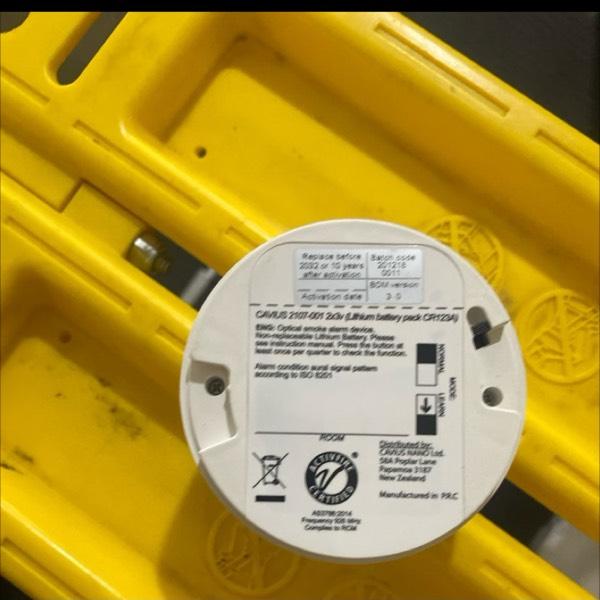 Replace before
2032 or 10 years
after activation
Activation date
Batch code
201218
0011
BOM version
3.0
CAVIUS 2107-001 2x3v (Lithium battery pack CR123A)
ENG: Optical smoke alarm device.
Non-replaceable Lithium Battery. Please
see instruction manual. Press the button at
least once per quarter to check the function.
Alarm condition aural signal pattern
according to ISO 8201
NORMAL
MODE:
LEARN
ROOM
ACTIVFIRE
CERTIFIED
®
AS3786:2014
Frequency 926 MHz
Complies to RCM
Distributed by:
CAVIUS NANO Ltd.
58A Poplar Lane
Papamoa 3187
New Zealand
Manufactured in P.R.C